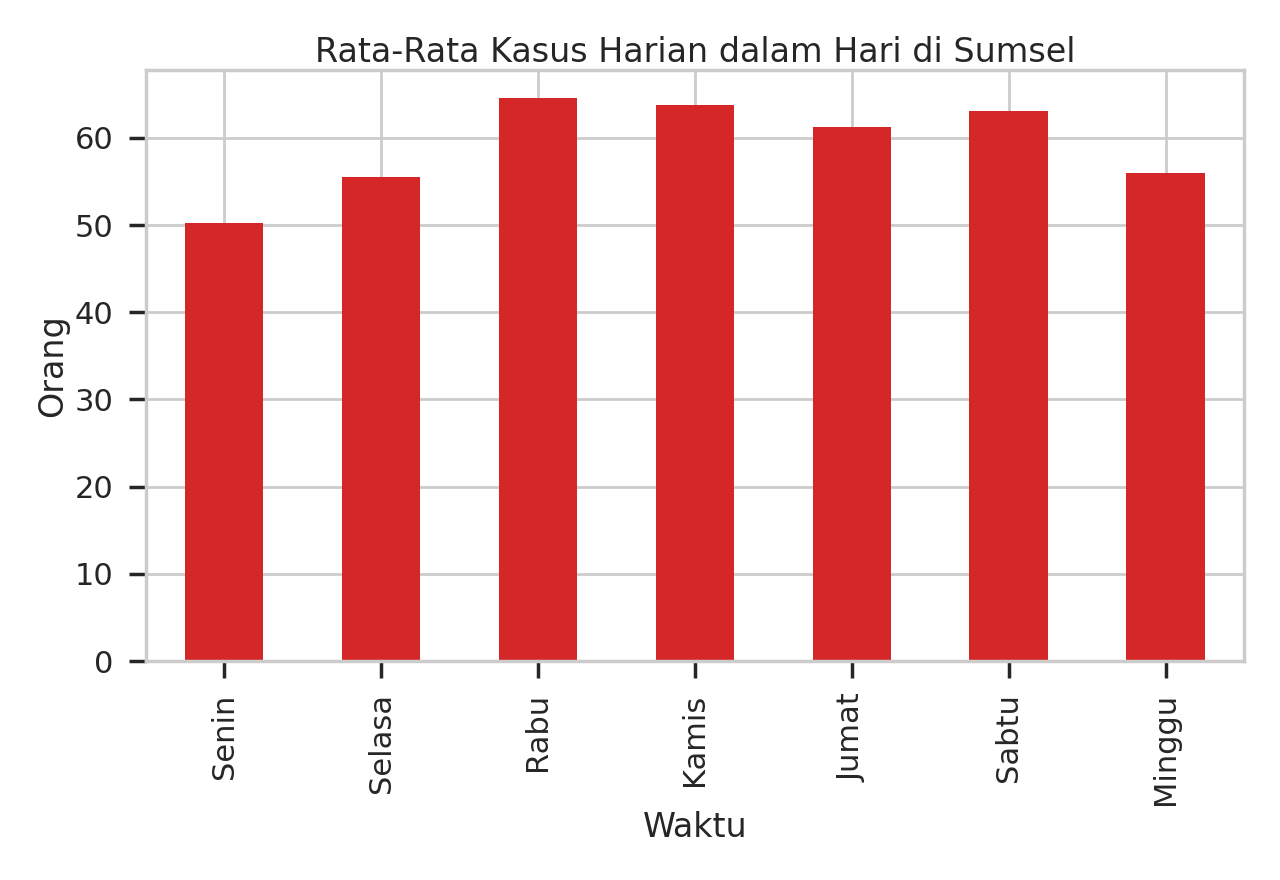 Rata-Rata Kasus Harian dalam Hari di Sumsel
60
50
40
30
20
10
0
Orang
Senin
Selasa
Rabu
Kamis
Jumat
Sabtu
Minggu
Waktu